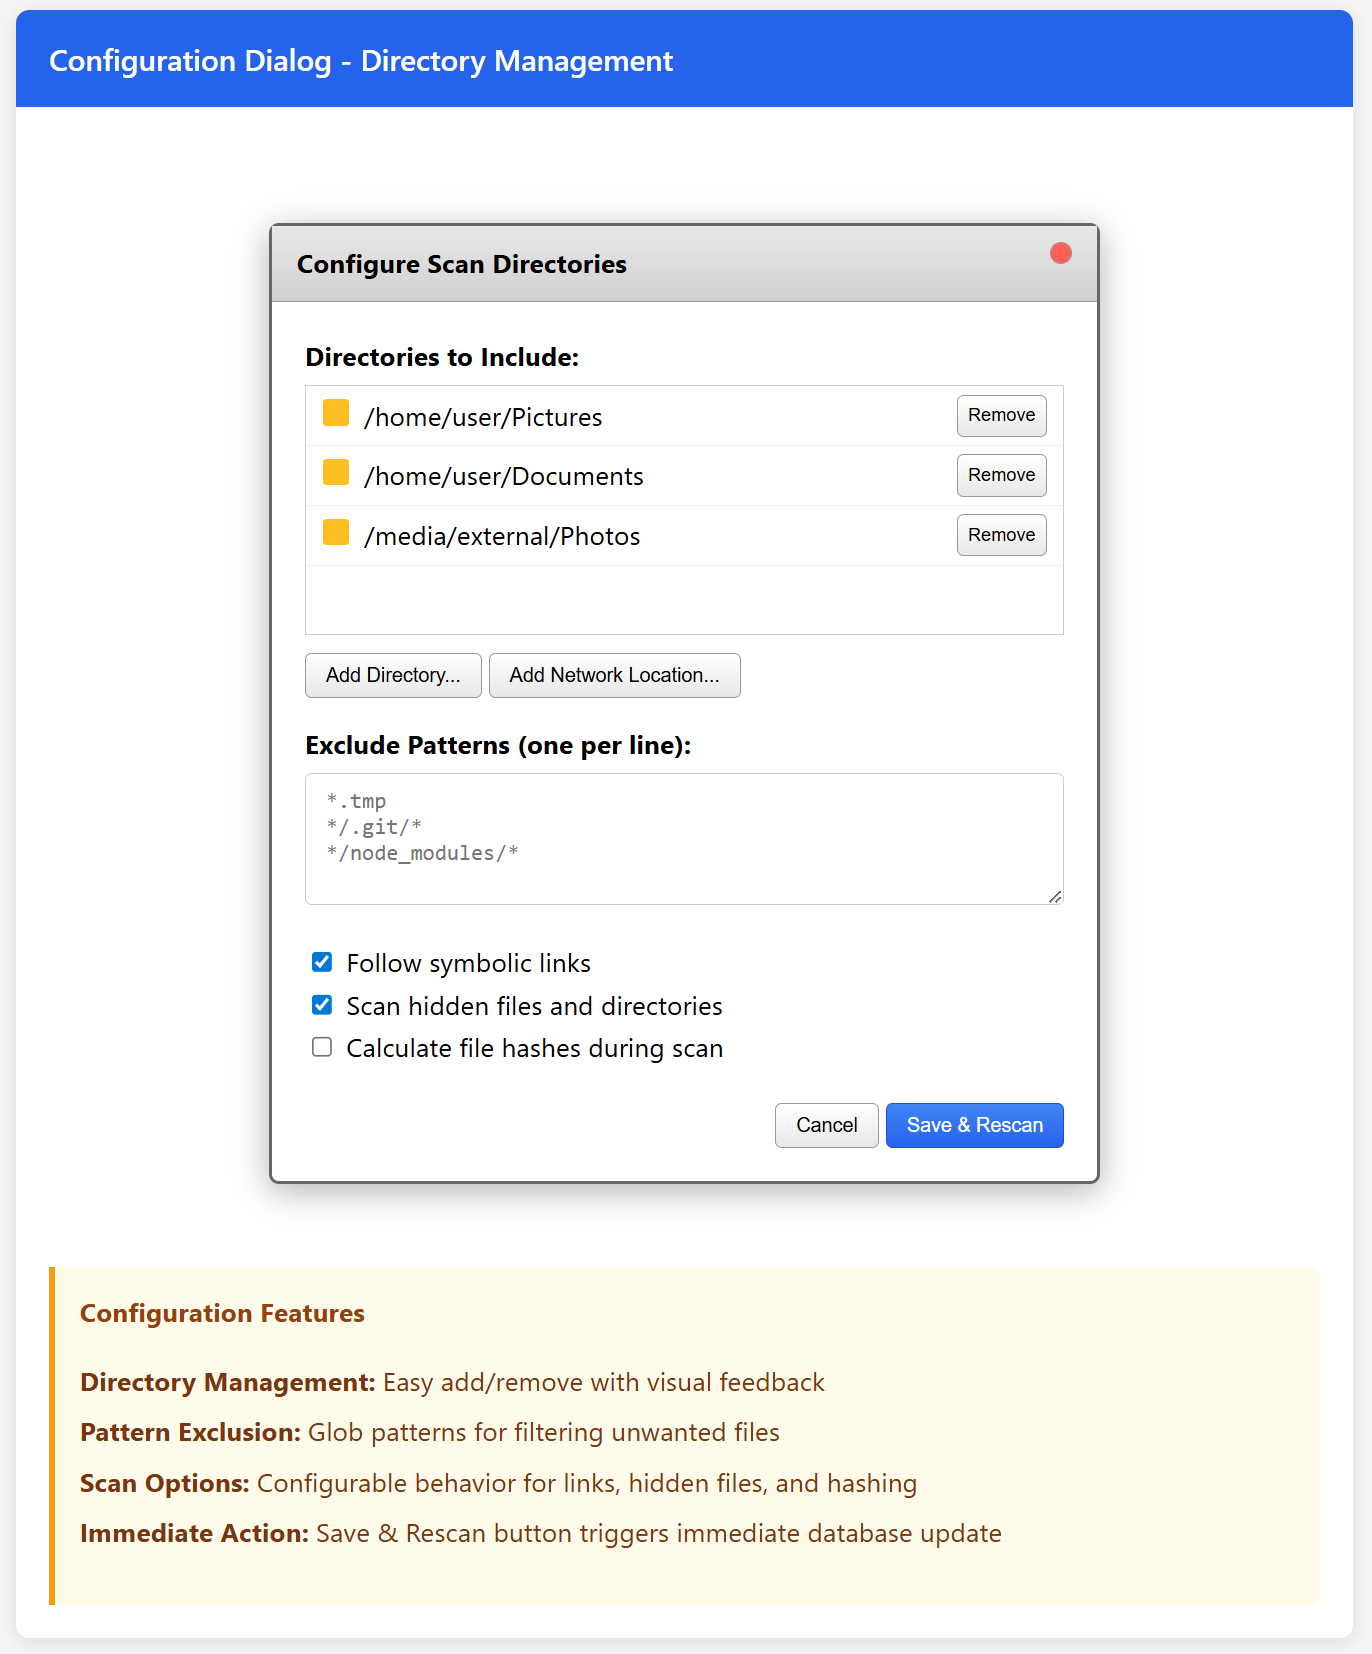 Configuration Dialog - Directory Management
Configure Scan Directories
Directories to Include:
/home/user/Pictures
Remove
/home/user/Documents
Remove
/media/external/Photos
Remove
Add Directory...
Add Network Location...
Exclude Patterns (one per line):
*.tmp
*/.git/*
*/node_modules/*
Follow symbolic links
Scan hidden files and directories
Calculate file hashes during scan
Cancel
Save & Rescan
Configuration Features
Directory Management: Easy add/remove with visual feedback
Pattern Exclusion: Glob patterns for filtering unwanted files
Scan Options: Configurable behavior for links, hidden files, and hashing
Immediate Action: Save & Rescan button triggers immediate database update